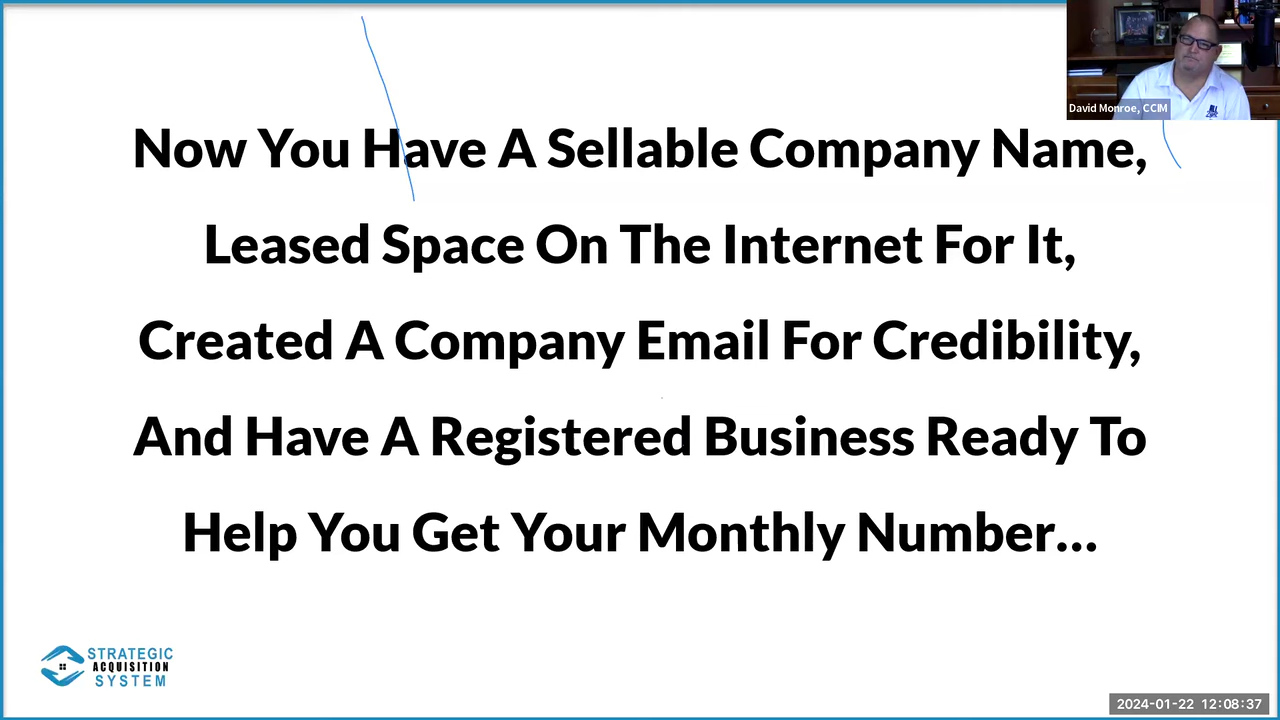 David Monroe, CCIM
Now You Have A Sellable Company Name,
Leased Space On The Internet For It,
Created A Company Email For Credibility,
And Have A Registered Business Ready To
Help You Get Your Monthly Number...
STRATEGIC
ACQUISITION
SYSTEM
2024-01-22 12:08:37